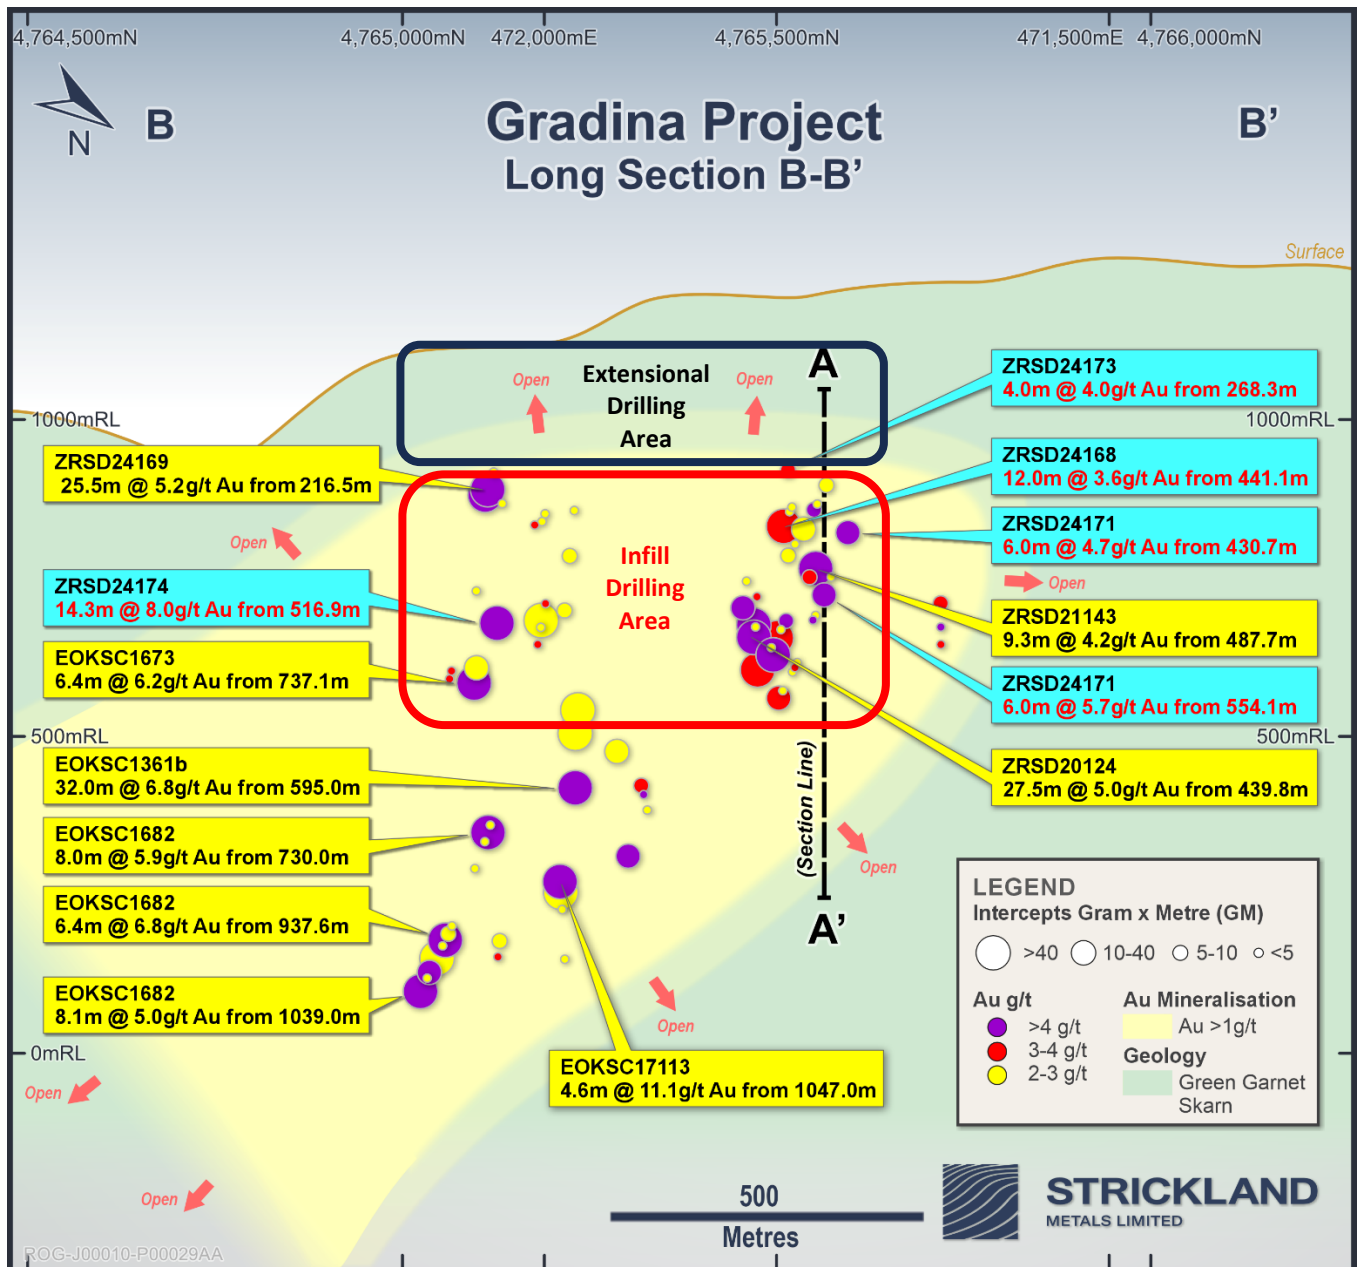 4,764,500mN
4,765,000mN
472,000mE
4,765,500mN
471,500mE
4,766,000mN
N
B
Gradina Project
B'
Long Section B-B'
Surface
A
Extensional
Drilling
Area
Open
Open
1000mRL
1000mRL
ZRSD24173
4.0m @ 4.0g/t Au from 268.3m
ZRSD24169
25.5m @ 5.2g/t Au from 216.5m
ZRSD24168
12.0m @ 3.6g/t Au from 441.1m
Open
ZRSD24171
6.0m @ 4.7g/t Au from 430.7m
Infill
Drilling
Area
Open
ZRSD24174
14.3m @ 8.0g/t Au from 516.9m
ZRSD21143
9.3m @ 4.2g/t Au from 487.7m
EOKSC1673
6.4m @ 6.2g/t Au from 737.1m
ZRSD24171
6.0m @ 5.7g/t Au from 554.1m
500mRL
500mRL
EOKSC1361b
32.0m @ 6.8g/t Au from 595.0m
ZRSD20124
27.5m @ 5.0g/t Au from 439.8m
(Section Line)
EOKSC1682
8.0m @ 5.9g/t Au from 730.0m
Open
EOKSC1682
6.4m @ 6.8g/t Au from 937.6m
A'
EOKSC1682
8.1m @ 5.0g/t Au from 1039.0m
Open
0mRL
EOKSC17113
4.6m @ 11.1g/t Au from 1047.0m
Open
Open
LEGEND
Intercepts Gram x Metre (GM)
>40
10-40
5-10
<5
Au g/t
>4 g/t
3-4 g/t
2-3 g/t
Au Mineralisation
Au >1g/t
Geology
Green Garnet
Skarn
500
Metres
STRICKLAND
METALS LIMITED
ROG-J00010-P00029AA